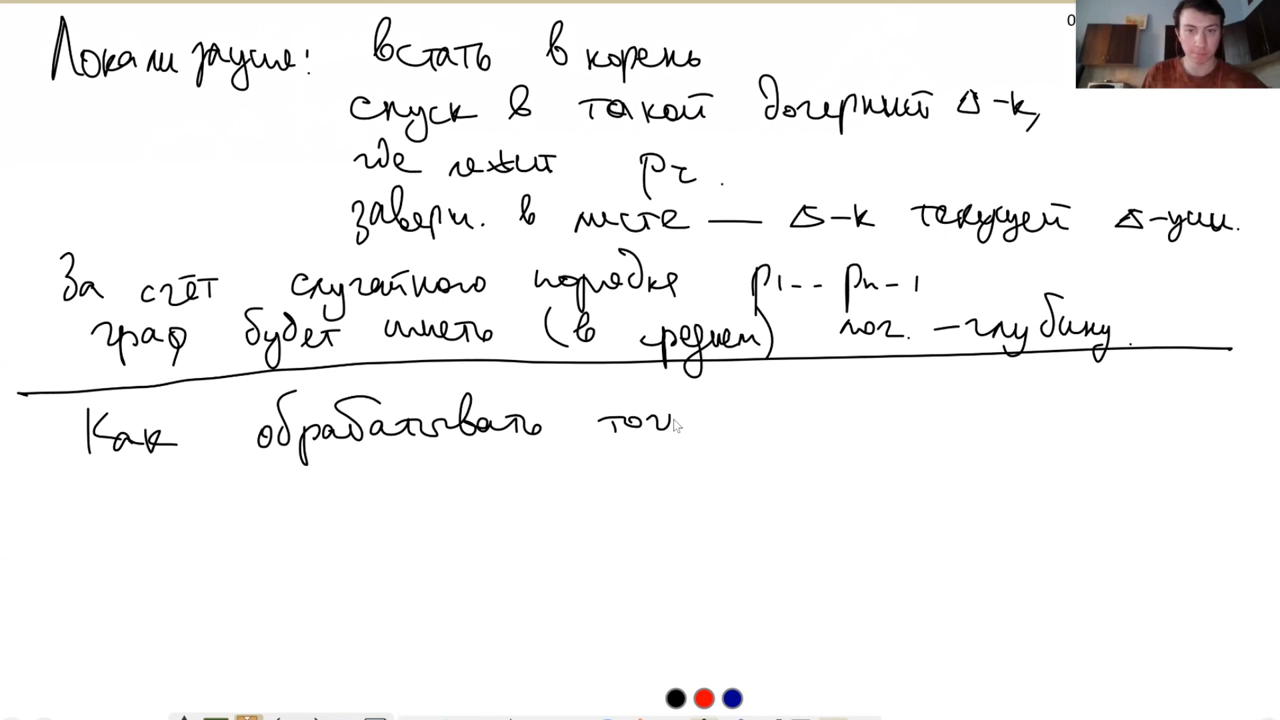 Локализация: встать в корень
спуск в такой дочерний Δ-к,
где лежит pr.
заверш. в листе — Δ-к текущей Δ-ции.
За счёт случайного порядка p1-- pn-1
граф будет иметь (в среднем) лог. -глубину.
Как обрабатывать точ